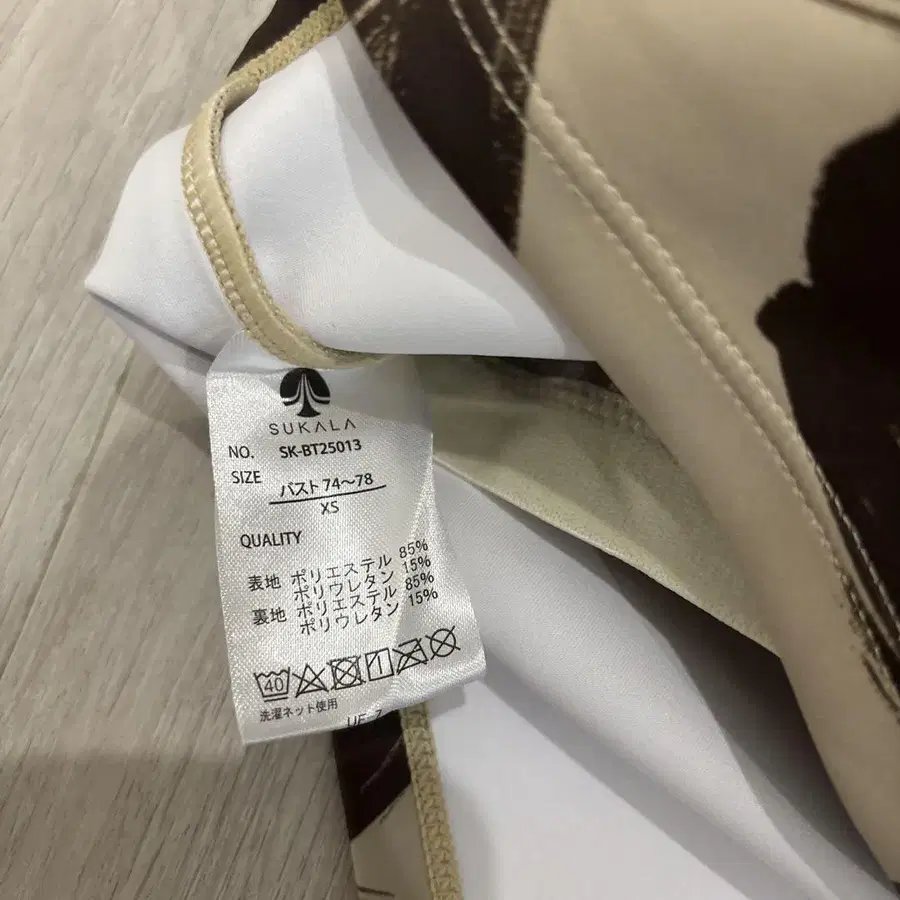 SUKALA
NO. SK-BT25013
SIZE バスト 74～78
XS
QUALITY
表地 ポリエステル 85%
ポリウレタン 15%
裏地 ポリエステル 85%
ポリウレタン 15%
40
洗濯ネット使用